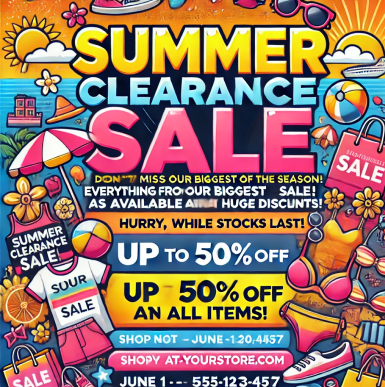 SUMMER
CLEARANCE
SALE
MISS OUR BIGGEST OF THE SEASON!
EVERYTHING FROOUR BIGGEST SALE!
AS AVAILABLE HUGE DISCUNTS!
HURRY, WHILE STOCKS LAST!
UP TO 50% OFF
UP 50% OFF
AN ALL ITEMS!
SHOP NOT - JUNE -1:20,4457
SHOPY AT-YOURSTORE.COM
JUNE 1 -- 555-123-457
SALE
SUMMER
CLEARANCE
SALE!
SUUR
SALE
SALE